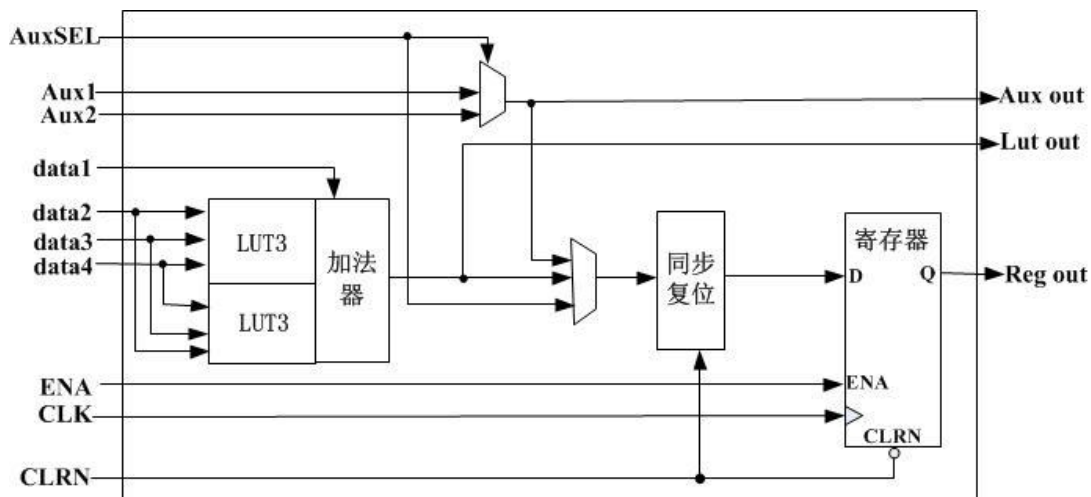 AuxSEL
Aux1
Aux2
Aux out
Lut out
data1
data2
data3
data4
LUT3
LUT3
加法
器
同步
复位
寄存器
D
Q
Reg out
ENA
ENA
CLK
CLRN
CLRN